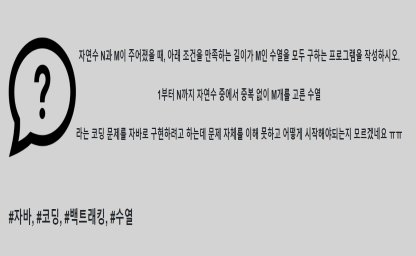 자연수 N과 M이 주어졌을 때, 아래 조건을 만족하는 길이가 M인 수열을 모두 구하는 프로그램을 작성하시오.
1부터 N까지 자연수 중에서 중복 없이 M개를 고른 수열
라는 코딩 문제를 자바로 구현하려고 하는데 문제 자체를 이해 못하고 어떻게 시작해야되는지 모르겠네요 ㅠㅠ
#자바, #코딩, #백트래킹, #수열